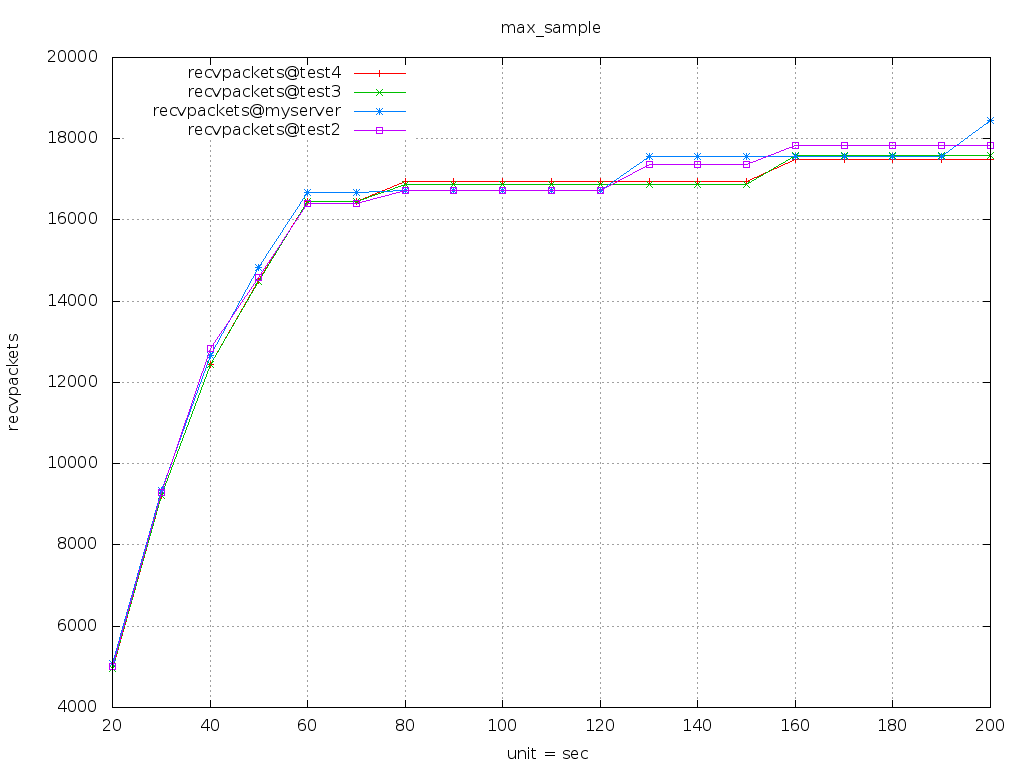 max_sample
20000
18000
16000
14000
12000
10000
8000
6000
4000
recvpackets
recvpackets@test4
recvpackets@test3
recvpackets@myserver
recvpackets@test2
20 40 60 80 100 120 140 160 180 200
unit = sec